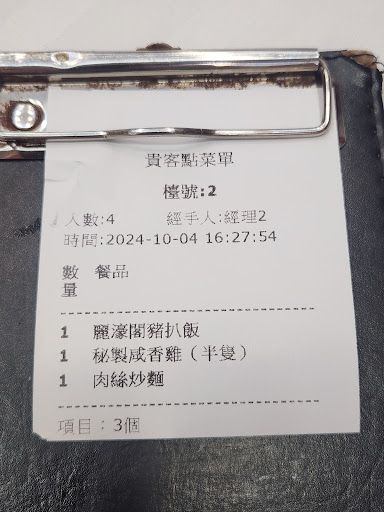 貴客點菜單
檯號:2
人數:4 經手人:經理2
時間:2024-10-04 16:27:54
數量 餐品
1 麗濠閣豬扒飯
1 秘製咸香雞（半隻）
1 肉絲炒麵
項目：3個